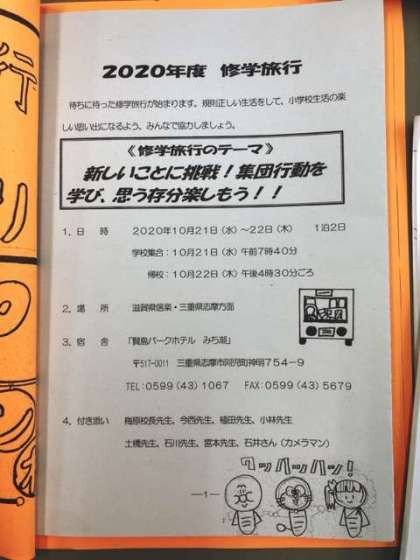 2020年度 修学旅行
待ちに待った修学旅行が始まります。規則正しい生活をして、小学校生活の楽
しい思い出になるよう、みんなで協力しましょう。
《修学旅行のテーマ》
新しいことに挑戦！集団行動を
学び、思う存分楽しもう！！
1、日 時 2020年10月21日（水）～22日（木） 1泊2日
学校集合：10月21日（水）午前7時40分
帰校：10月22日（木）午後4時30分ごろ
2、場 所 滋賀県信楽・三重県志摩方面
3、宿 舎 「賢島パークホテル みち潮」
〒517-0011 三重県志摩市阿児町神明754-9
TEL:0599（43）1067 FAX:0599（43）5679
4、付き添い 梅原校長先生、今西先生、植田先生、小林先生
土橋先生、石川先生、宮本先生、石井さん（カメラマン）
ワッハッハッ！
―1―